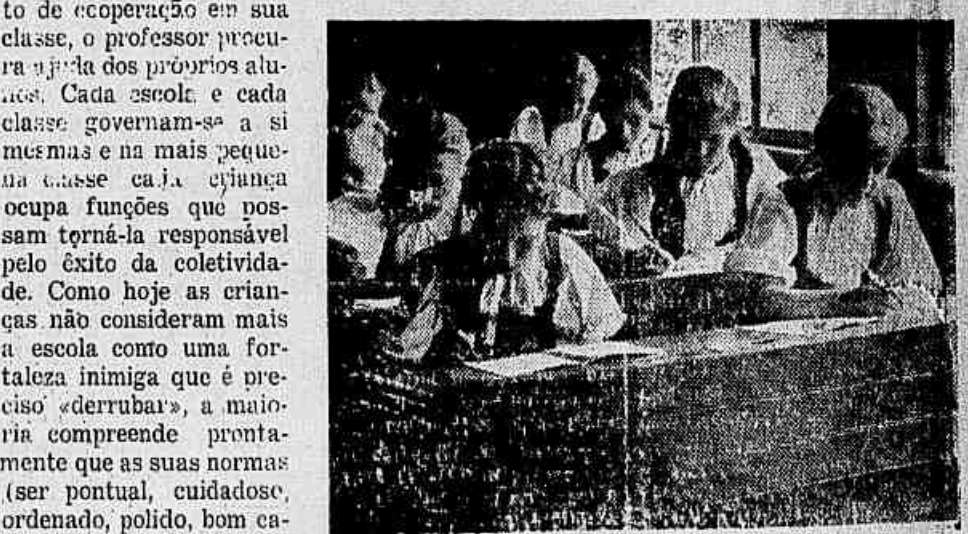 to de cooperação em sua
classe, o professor procu-
ra ajuda dos próprios alu-
nos. Cada escola e cada
classe governam-se a si
mesmas e na mais peque-
na classe cada criança
ocupa funções que pos-
sam torná-la responsável
pelo êxito da coletivida-
de. Como hoje as crian-
ças não consideram mais
a escola como uma for-
taleza inimiga que é pre-
ciso «derrubar», a maio-
ria compreende pronta-
mente que as suas normas
(ser pontual, cuidadoso,
ordenado, polido, bom ca-